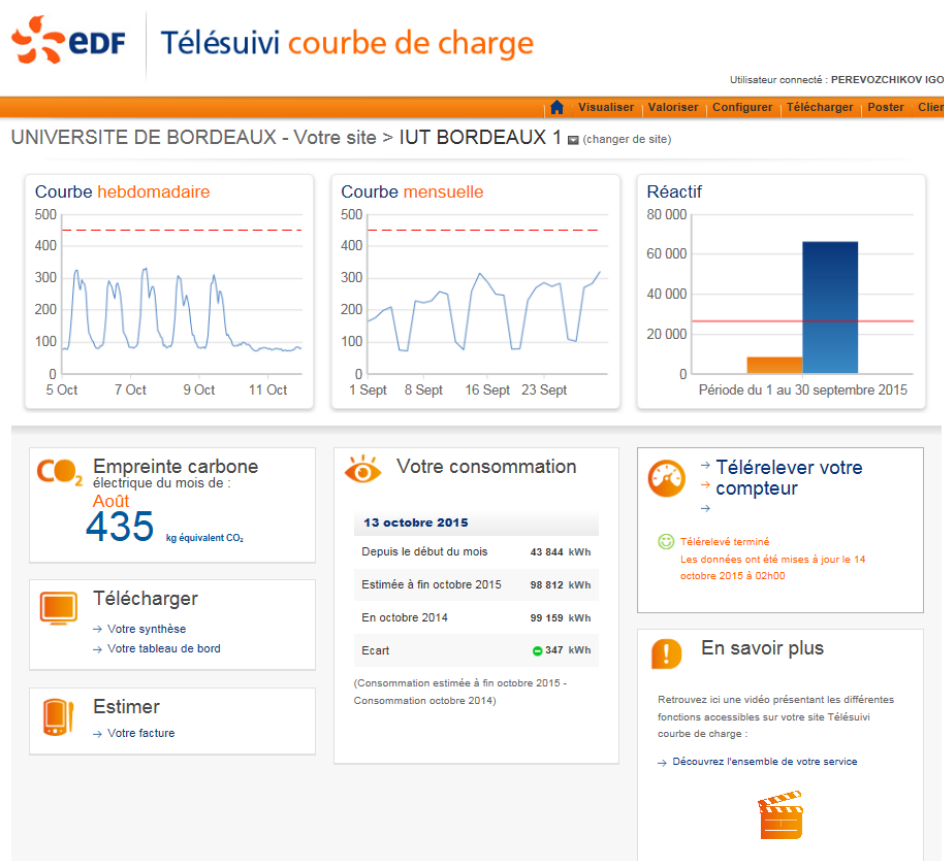 edf
Télésuivi courbe de charge
Utilisateur connecté : PEREVOZCHIKOV IGO
Visualiser Valoriser Configurer Télécharger Poster Clier
UNIVERSITE DE BORDEAUX - Votre site > IUT BORDEAUX 1 (changer de site)
Courbe hebdomadaire
500
400
300
200
100
0
5 Oct 7 Oct 9 Oct 11 Oct
Courbe mensuelle
500
400
300
200
100
0
1 Sept 8 Sept 16 Sept 23 Sept
Réactif
80 000
60 000
40 000
20 000
0
Période du 1 au 30 septembre 2015
CO2
Empreinte carbone
électrique du mois de :
Août
435 kg équivalent CO₂
Télécharger
→ Votre synthèse
→ Votre tableau de bord
Estimer
→ Votre facture
Votre consommation
13 octobre 2015
Depuis le début du mois 43 844 kWh
Estimée à fin octobre 2015 98 812 kWh
En octobre 2014 99 159 kWh
Ecart 347 kWh
(Consommation estimée à fin octobre 2015 -
Consommation octobre 2014)
→ Télérelever votre
→ compteur
→
Télérelevé terminé
Les données ont été mises à jour le 14
octobre 2015 à 02h00
En savoir plus
Retrouvez ici une vidéo présentant les différentes
fonctions accessibles sur votre site Télésuivi
courbe de charge :
→ Découvrez l'ensemble de votre service